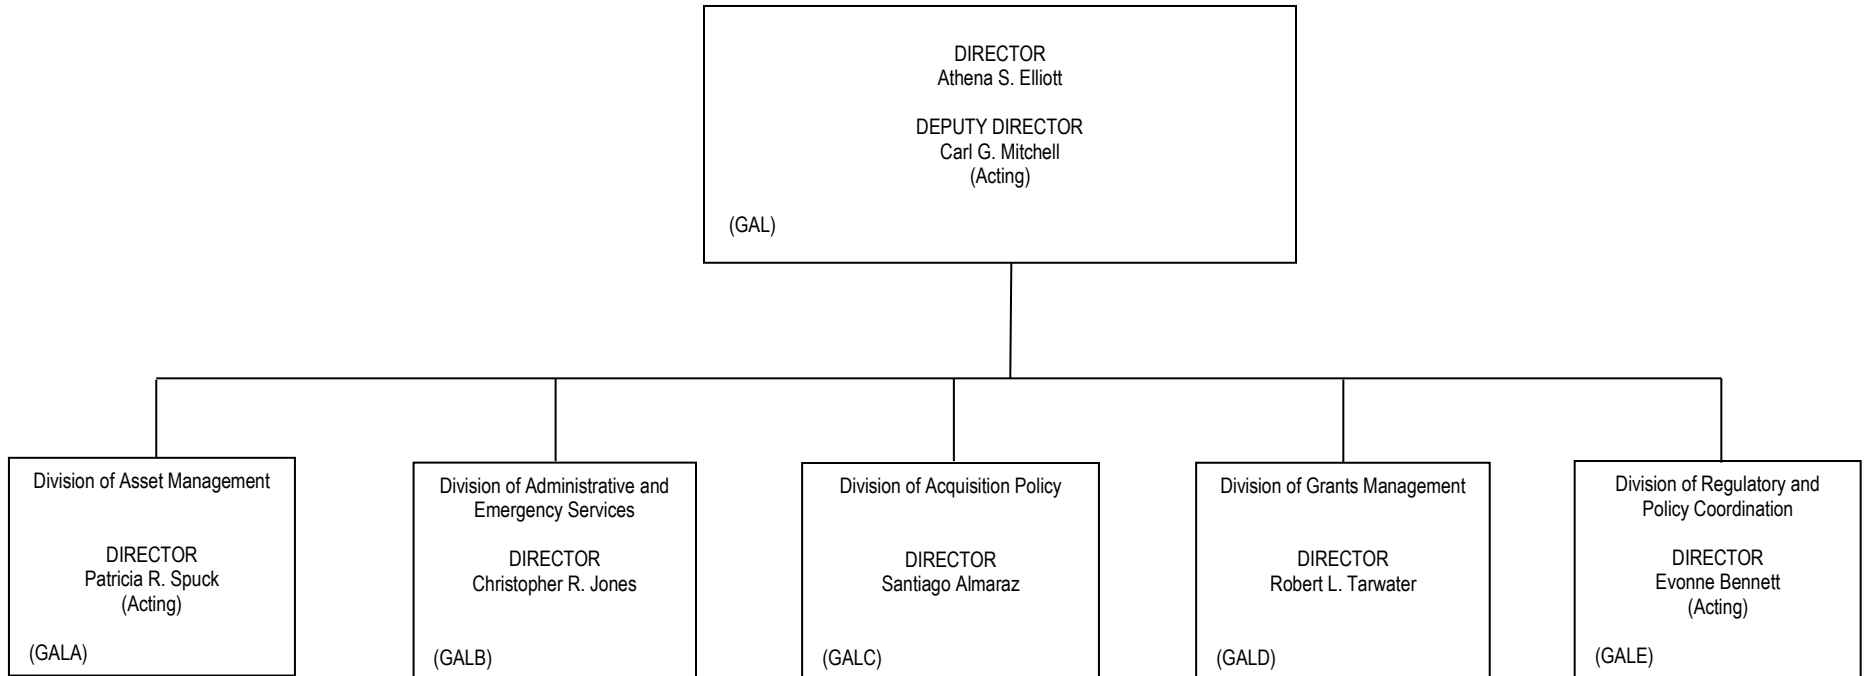 DIRECTOR
Athena S. Elliott
DEPUTY DIRECTOR
Carl G. Mitchell
(Acting)
(GAL)
Division of Asset Management
DIRECTOR
Patricia R. Spuck
(Acting)
(GALA)
Division of Administrative and
Emergency Services
DIRECTOR
Christopher R. Jones
(GALB)
Division of Acquisition Policy
DIRECTOR
Santiago Almaraz
(GALC)
Division of Grants Management
DIRECTOR
Robert L. Tarwater
(GALD)
Division of Regulatory and
Policy Coordination
DIRECTOR
Evonne Bennett
(Acting)
(GALE)